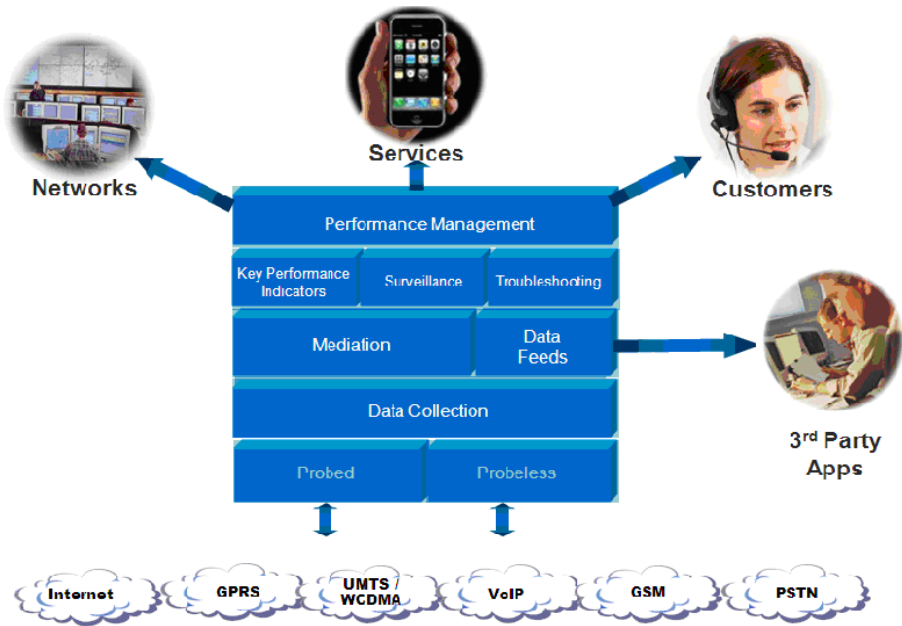 Services
Networks
Customers
Performance Management
Key Performance
Indicators
Surveillance
Troubleshooting
Mediation
Data
Feeds
Data Collection
3rd Party
Apps
Probed
Probeless
Internet
GPRS
UMTS /
WCDMA
VoIP
GSM
PSTN